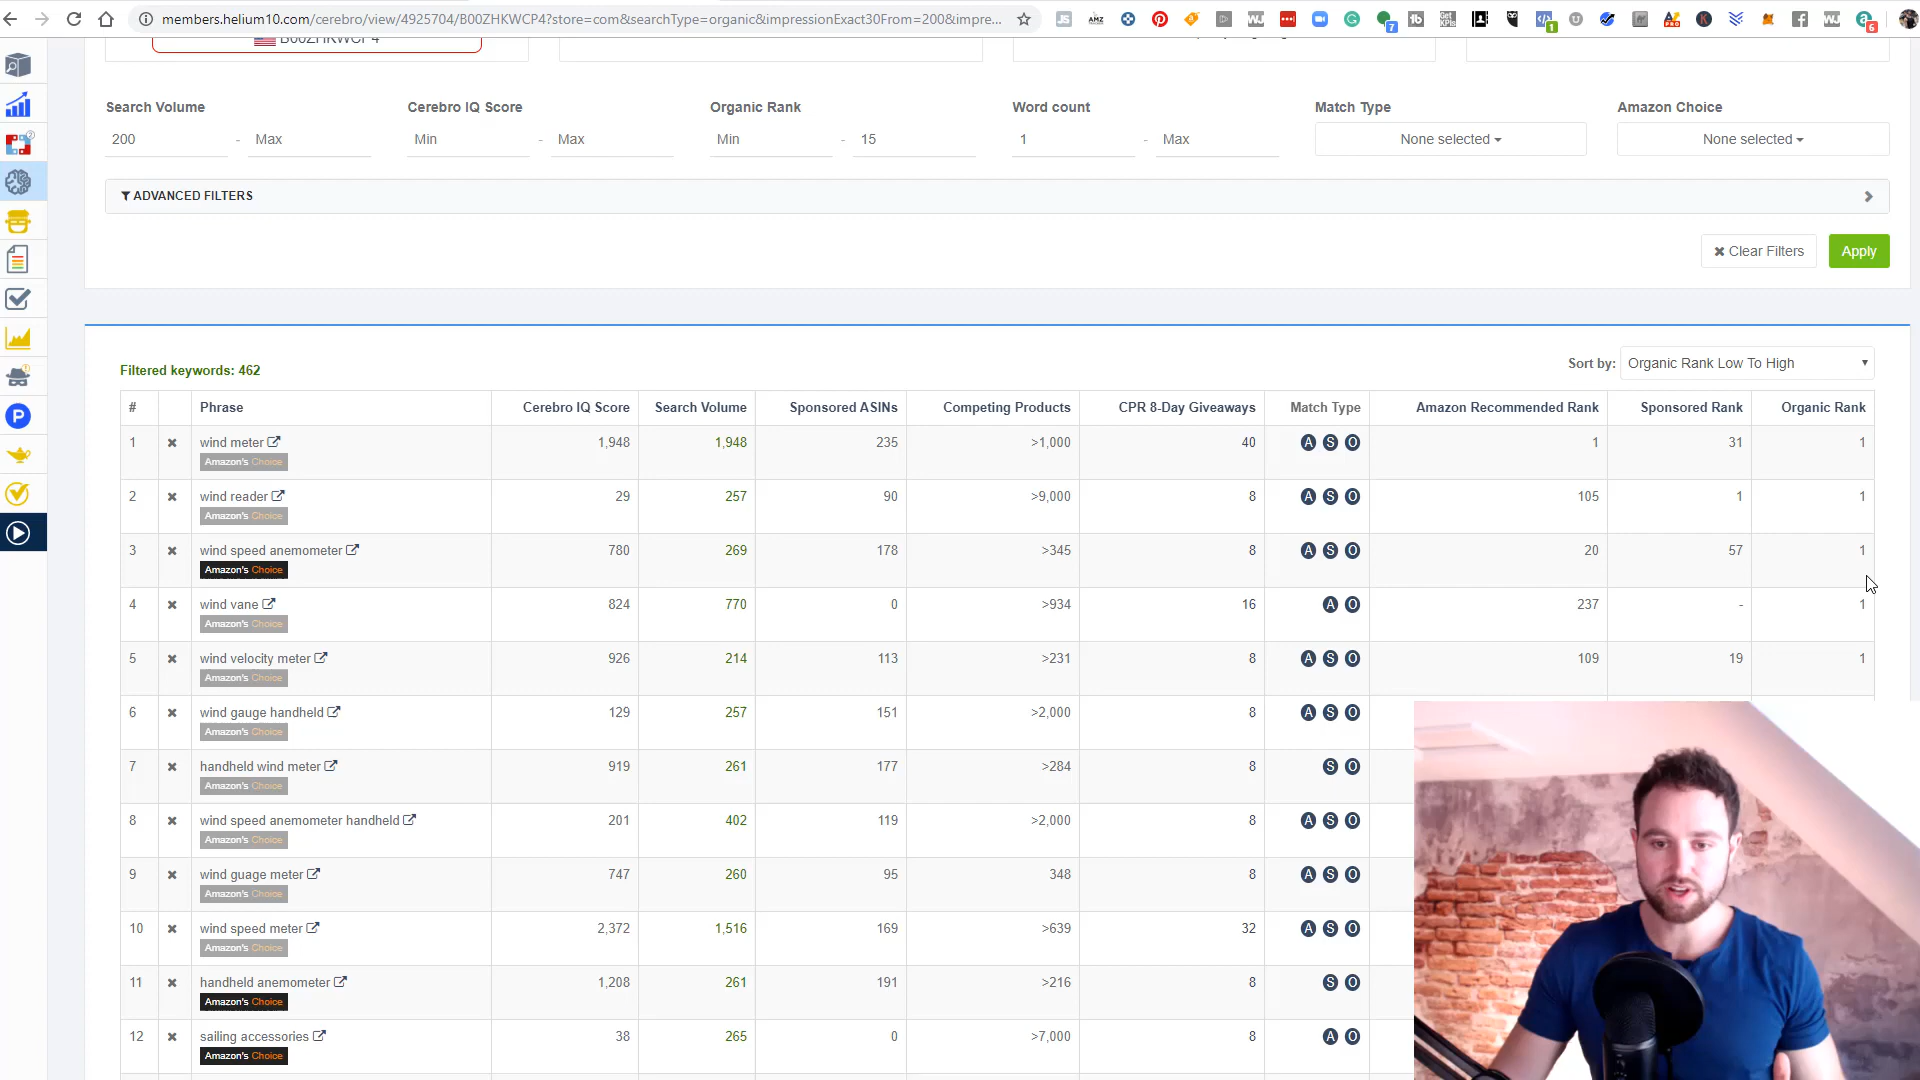 members.helium10.com/cerebro/view/4925704/B00ZHKWCP4?store=com&searchType=organic&impressionExact30From=200&impre...
B00ZHKWCP4
Search Volume Cerebro IQ Score Organic Rank Word count Match Type Amazon Choice
200 - Max Min - Max Min - 15 1 - Max None selected None selected
ADVANCED FILTERS
Clear Filters Apply
Filtered keywords: 462
Sort by: Organic Rank Low To High
# Phrase Cerebro IQ Score Search Volume Sponsored ASINs Competing Products CPR 8-Day Giveaways Match Type Amazon Recommended Rank Sponsored Rank Organic Rank
1 wind meter 1,948 1,948 235 >1,000 40 A S O 1 31 1
Amazon's Choice
2 wind reader 29 257 90 >9,000 8 A S O 105 1 1
Amazon's Choice
3 wind speed anemometer 780 269 178 >345 8 A S O 20 57 1
Amazon's Choice
4 wind vane 824 770 0 >934 16 A O 237 - 1
Amazon's Choice
5 wind velocity meter 926 214 113 >231 8 A S O 109 19 1
Amazon's Choice
6 wind gauge handheld 129 257 151 >2,000 8 A S O
Amazon's Choice
7 handheld wind meter 919 261 177 >284 8 S O
Amazon's Choice
8 wind speed anemometer handheld 201 402 119 >2,000 8 A S O
Amazon's Choice
9 wind guage meter 747 260 95 348 8 A S O
Amazon's Choice
10 wind speed meter 2,372 1,516 169 >639 32 A S O
Amazon's Choice
11 handheld anemometer 1,208 261 191 >216 8 S O
Amazon's Choice
12 sailing accessories 38 265 0 >7,000 8 A O
Amazon's Choice